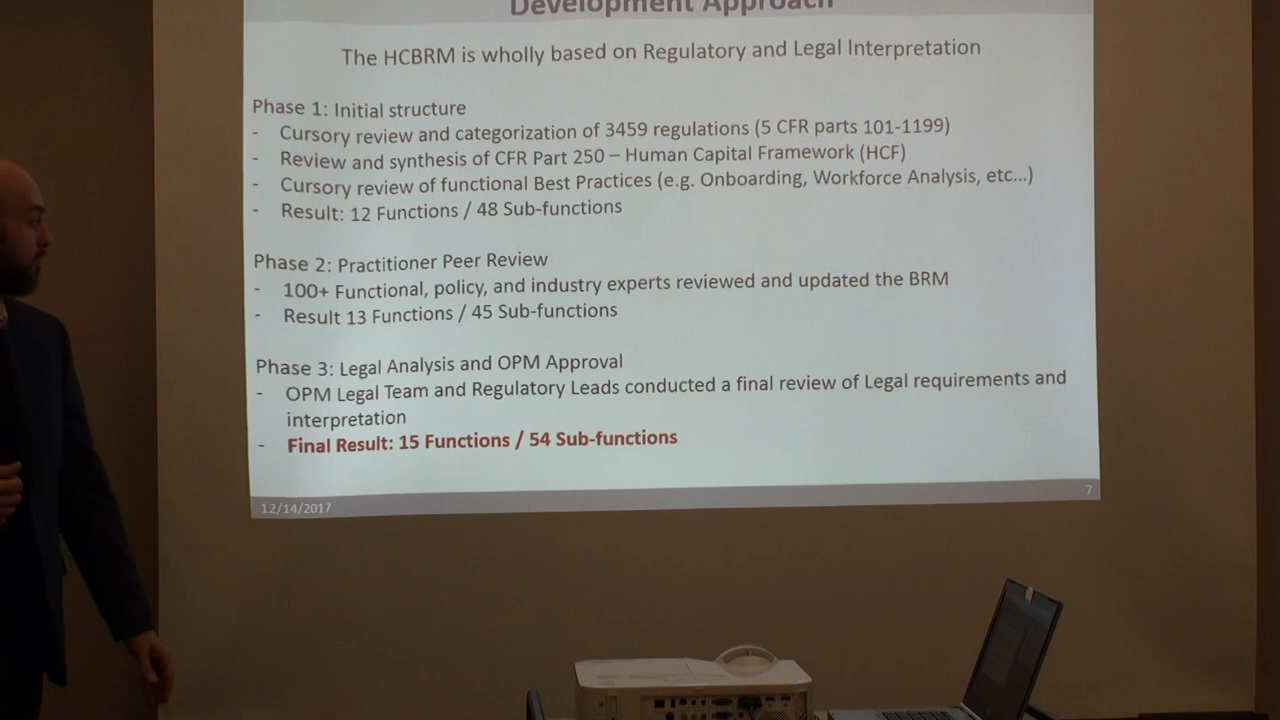 Development Approach
The HCBRM is wholly based on Regulatory and Legal Interpretation
Phase 1: Initial structure
- Cursory review and categorization of 3459 regulations (5 CFR parts 101-1199)
- Review and synthesis of CFR Part 250 – Human Capital Framework (HCF)
- Cursory review of functional Best Practices (e.g. Onboarding, Workforce Analysis, etc...)
- Result: 12 Functions / 48 Sub-functions
Phase 2: Practitioner Peer Review
- 100+ Functional, policy, and industry experts reviewed and updated the BRM
- Result 13 Functions / 45 Sub-functions
Phase 3: Legal Analysis and OPM Approval
- OPM Legal Team and Regulatory Leads conducted a final review of Legal requirements and
interpretation
- Final Result: 15 Functions / 54 Sub-functions
12/14/2017
7